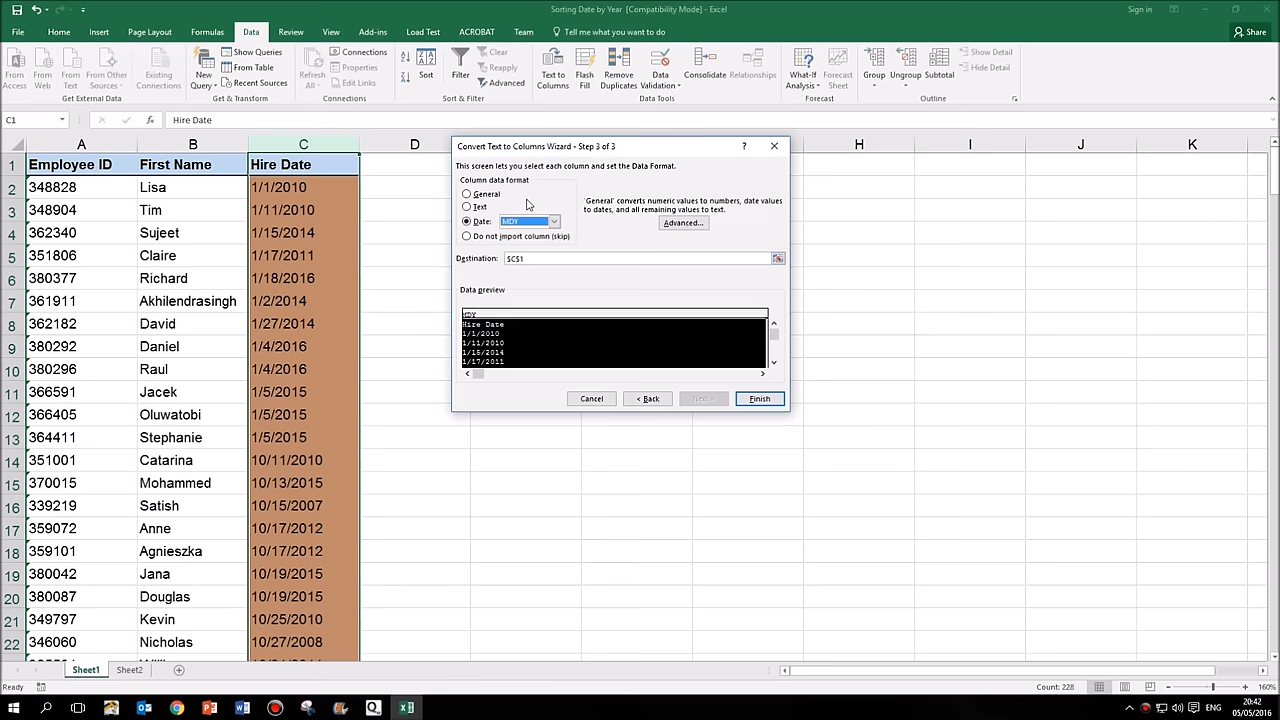 Sorting Date by Year [Compatibility Mode] - Excel
Sign in
File Home Insert Page Layout Formulas Data Review View Add-ins Load Test ACROBAT Team Tell me what you want to do Share
From Access
From Web
From Text
From Other Sources
Existing Connections
Get External Data
New Query
Show Queries
From Table
Recent Sources
Get & Transform
Refresh All
Connections
Properties
Edit Links
Connections
Sort
Filter
Clear
Reapply
Advanced
Sort & Filter
Text to Columns
Flash Fill
Remove Duplicates
Data Validation
Consolidate
Relationships
Data Tools
What-If Analysis
Forecast Sheet
Forecast
Group
Ungroup
Subtotal
Show Detail
Hide Detail
Outline
C1 fx Hire Date
A B C D H I J K
1 Employee ID First Name Hire Date
2 348828 Lisa 1/1/2010
3 348904 Tim 1/11/2010
4 362340 Sujeet 1/15/2014
5 351806 Claire 1/17/2011
6 380377 Richard 1/18/2016
7 361911 Akhilendrasingh 1/2/2014
8 362182 David 1/27/2014
9 380292 Daniel 1/4/2016
10 380296 Raul 1/4/2016
11 366591 Jacek 1/5/2015
12 366405 Oluwatobi 1/5/2015
13 364411 Stephanie 1/5/2015
14 351001 Catarina 10/11/2010
15 370015 Mohammed 10/13/2015
16 339219 Satish 10/15/2007
17 359072 Anne 10/17/2012
18 359101 Agnieszka 10/17/2012
19 380042 Jana 10/19/2015
20 380087 Douglas 10/19/2015
21 349797 Kevin 10/25/2010
22 346060 Nicholas 10/27/2008
Convert Text to Columns Wizard - Step 3 of 3 ?
This screen lets you select each column and set the Data Format.
Column data format
General
Text
Date: MDY
Do not import column (skip)
'General' converts numeric values to numbers, date values
to dates, and all remaining values to text.
Advanced...
Destination: $C$1
Data preview
MDY
Hire Date
1/1/2010
1/11/2010
1/15/2014
1/17/2011
Cancel < Back Next > Finish
Sheet1 Sheet2
Ready Count: 228 160%
ENG 20:42
05/05/2016